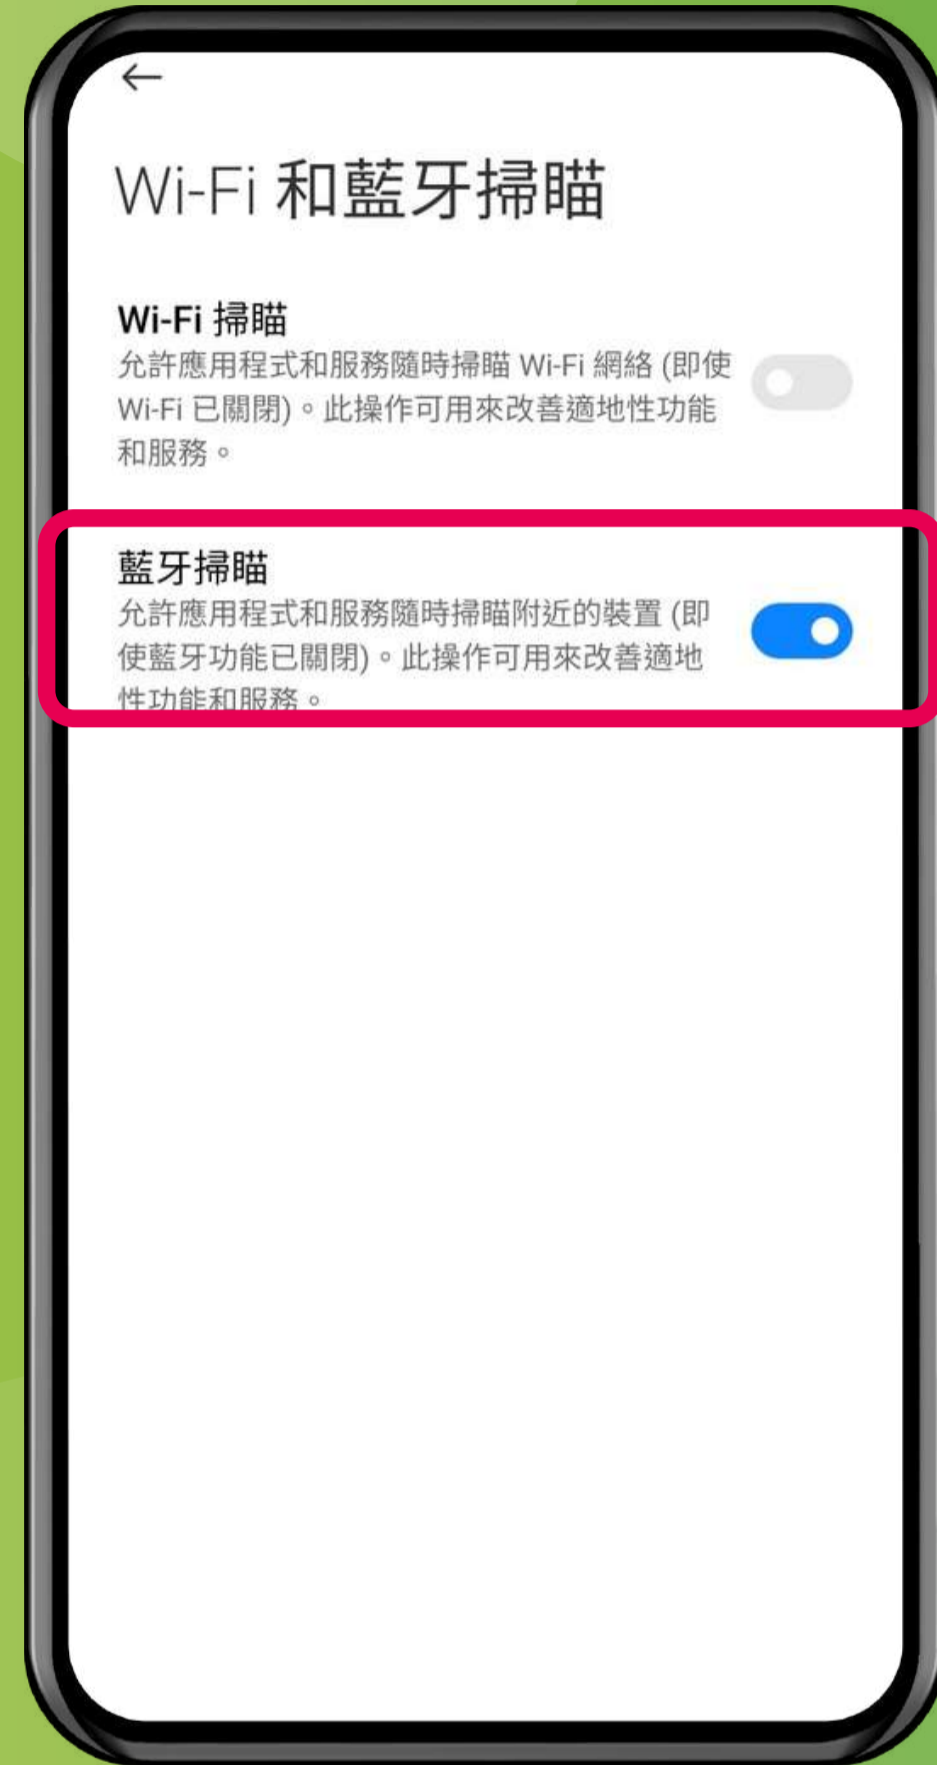 Wi-Fi 和藍牙掃瞄
Wi-Fi 掃瞄
允許應用程式和服務隨時掃瞄 Wi-Fi 網絡 (即使
Wi-Fi 已關閉)。此操作可用來改善適地性功能
和服務。
藍牙掃瞄
允許應用程式和服務隨時掃瞄附近的裝置 (即
使藍牙功能已關閉)。此操作可用來改善適地
性功能和服務。